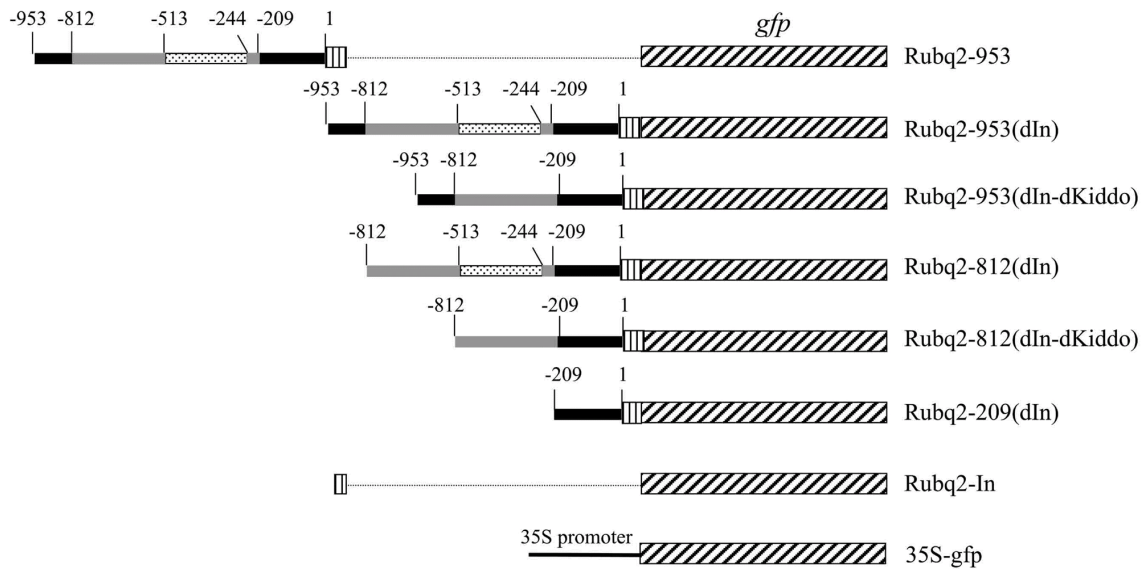 -953 -812 -513 -244 -209 1 gfp
Rubq2-953
-953 -812 -513 -244 -209 1
Rubq2-953(dIn)
-953 -812 -209 1
Rubq2-953(dIn-dKiddo)
-812 -513 -244 -209 1
Rubq2-812(dIn)
-812 -209 1
Rubq2-812(dIn-dKiddo)
-209 1
Rubq2-209(dIn)
Rubq2-In
35S promoter
35S-gfp